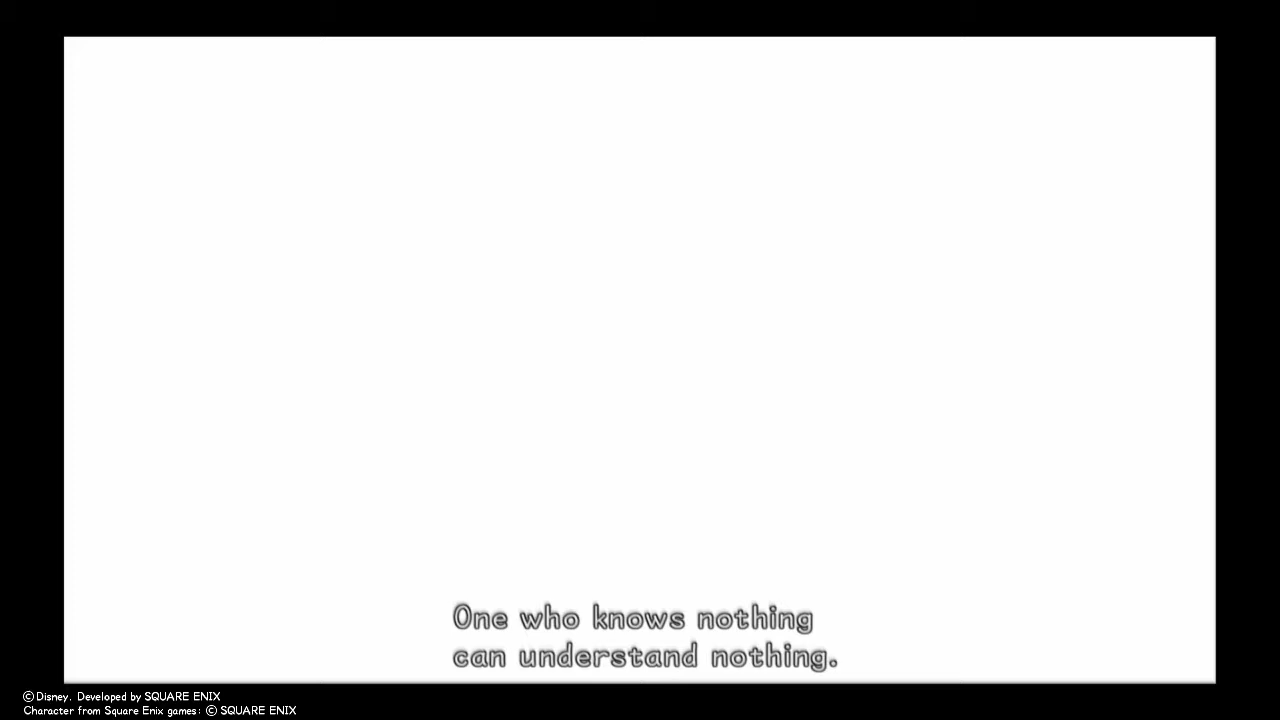 One who knows nothing
can understand nothing.
© Disney. Developed by SQUARE ENIX
Character from Square Enix games: © SQUARE ENIX